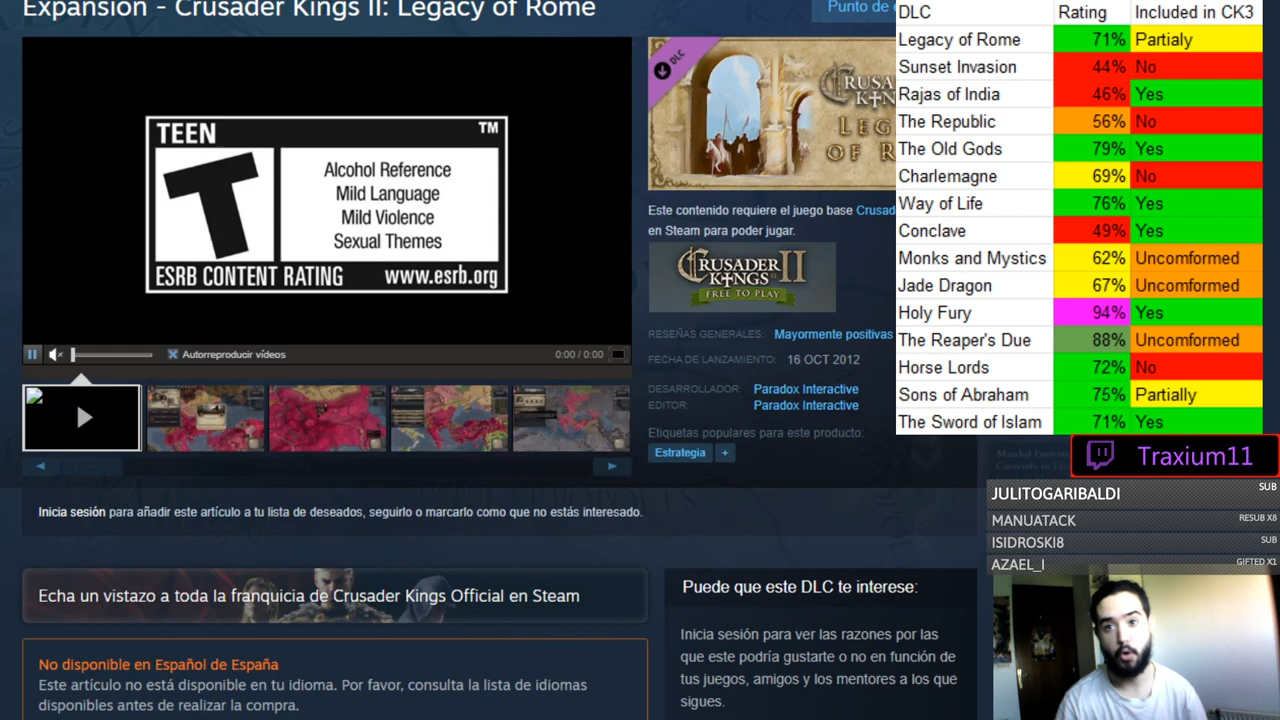 Expansion - Crusader Kings II: Legacy of Rome
Punto de
TEEN
TM
T
Alcohol Reference
Mild Language
Mild Violence
Sexual Themes
ESRB CONTENT RATING www.esrb.org
Autorreproducir vídeos
0:00 / 0:00
DLC
Este contenido requiere el juego base Crusad
en Steam para poder jugar.
CRUSADER KINGS II
FREE TO PLAY
RESEÑAS GENERALES: Mayormente positivas
FECHA DE LANZAMIENTO: 16 OCT 2012
DESARROLLADOR: Paradox Interactive
EDITOR: Paradox Interactive
Etiquetas populares para este producto:
Estrategia +
DLC Rating Included in CK3
Legacy of Rome 71% Partialy
Sunset Invasion 44% No
Rajas of India 46% Yes
The Republic 56% No
The Old Gods 79% Yes
Charlemagne 69% No
Way of Life 76% Yes
Conclave 49% Yes
Monks and Mystics 62% Uncomformed
Jade Dragon 67% Uncomformed
Holy Fury 94% Yes
The Reaper's Due 88% Uncomformed
Horse Lords 72% No
Sons of Abraham 75% Partially
The Sword of Islam 71% Yes
Traxium11
JULITOGARIBALDI SUB
MANUATACK RESUB X8
ISIDROSKI8 SUB
AZAEL_I GIFTED X1
Inicia sesión para añadir este artículo a tu lista de deseados, seguirlo o marcarlo como que no estás interesado.
Echa un vistazo a toda la franquicia de Crusader Kings Official en Steam
No disponible en Español de España
Este artículo no está disponible en tu idioma. Por favor, consulta la lista de idiomas
disponibles antes de realizar la compra.
Puede que este DLC te interese:
Inicia sesión para ver las razones por las
que este podría gustarte o no en función de
tus juegos, amigos y los mentores a los que
sigues.